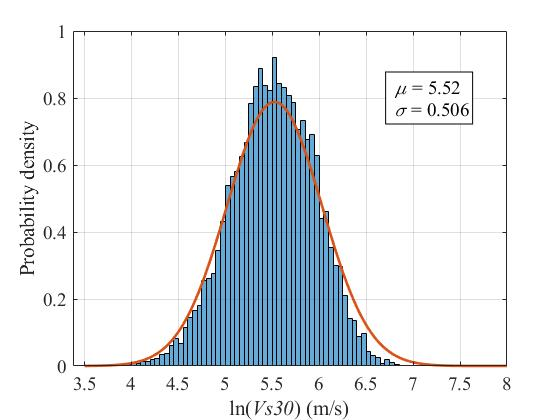 1
0.8
0.6
0.4
0.2
0
Probability density
μ = 5.52
σ = 0.506
3.5 4 4.5 5 5.5 6 6.5 7 7.5 8
ln(Vs30) (m/s)